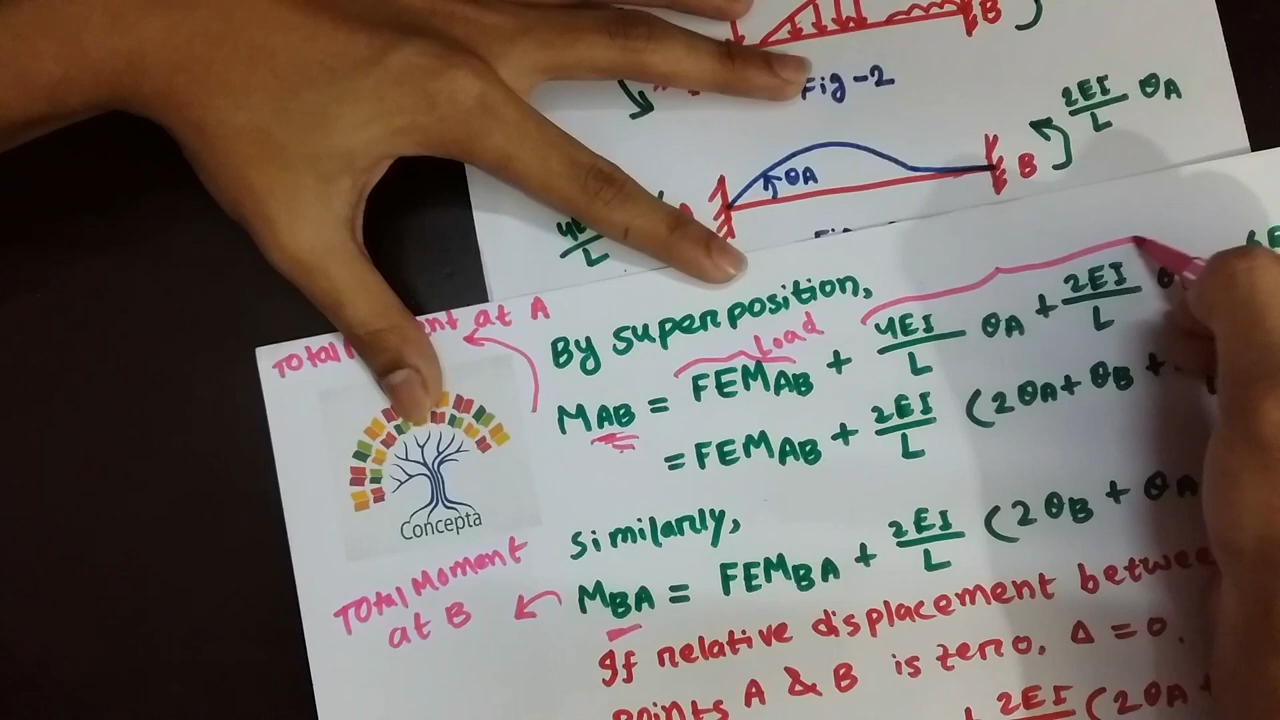 B
Fig-2
2EI/L θA
θA
B
4E/L
Total ment at A
By superposition,
Load
MAB = FEMAB + 4EI/L θA + 2EI/L θ
= FEMAB + 2EI/L (2θA + θB +
Concepta
Similarly,
MBA = FEMBA + 2EI/L (2θB + θA
Total Moment
at B
If relative displacement betwee
points A & B is zero. Δ = 0.
+ 2EI (2θA +